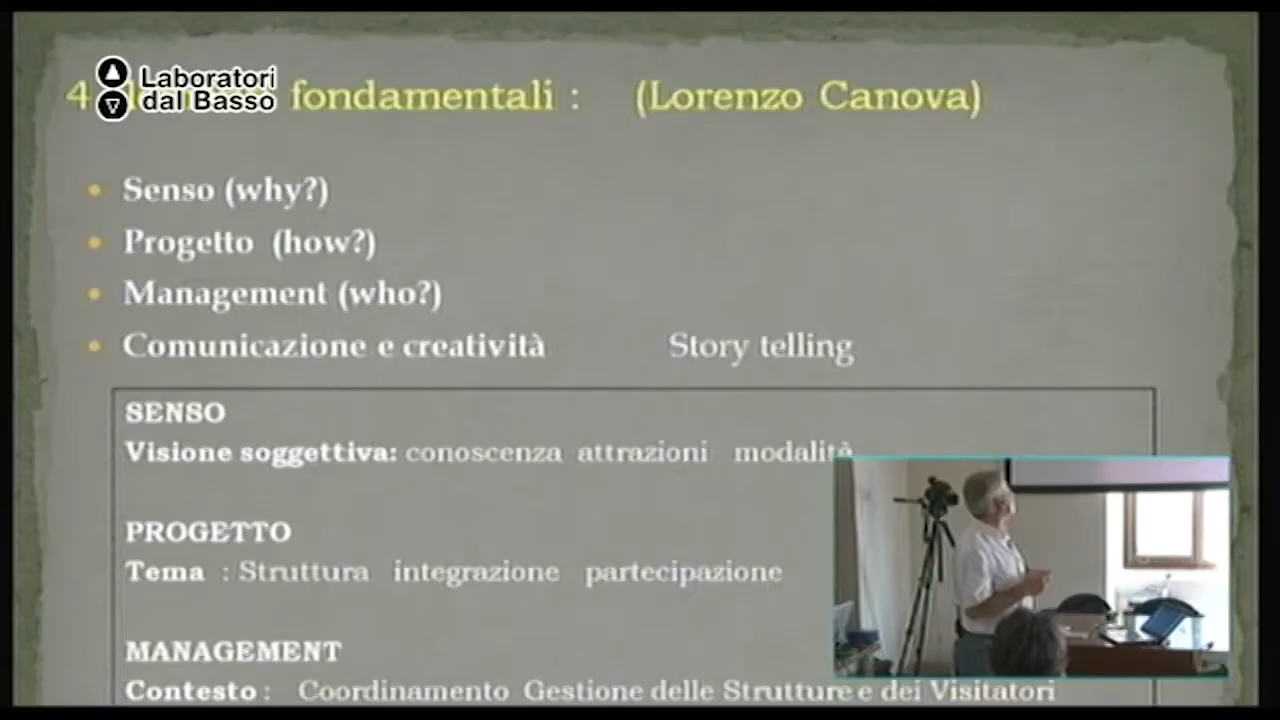 Laboratori
dal Basso
4 fondamentali : (Lorenzo Canova)
Senso (why?)
Progetto (how?)
Management (who?)
Comunicazione e creatività Story telling
SENSO
Visione soggettiva: conoscenza attrazioni modalità
PROGETTO
Tema : Struttura integrazione partecipazione
MANAGEMENT
Contesto : Coordinamento Gestione delle Strutture e dei Visitatori